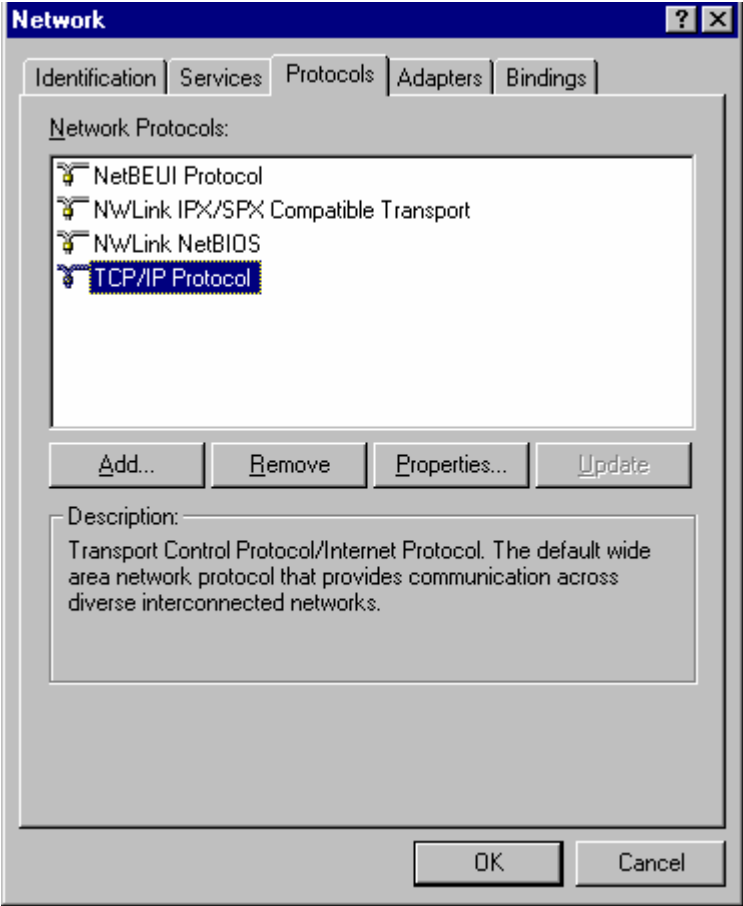 Network
Identification Services Protocols Adapters Bindings
Network Protocols:
NetBEUI Protocol
NWLink IPX/SPX Compatible Transport
NWLink NetBIOS
TCP/IP Protocol
Add... Remove Properties... Update
Description:
Transport Control Protocol/Internet Protocol. The default wide
area network protocol that provides communication across
diverse interconnected networks.
OK Cancel